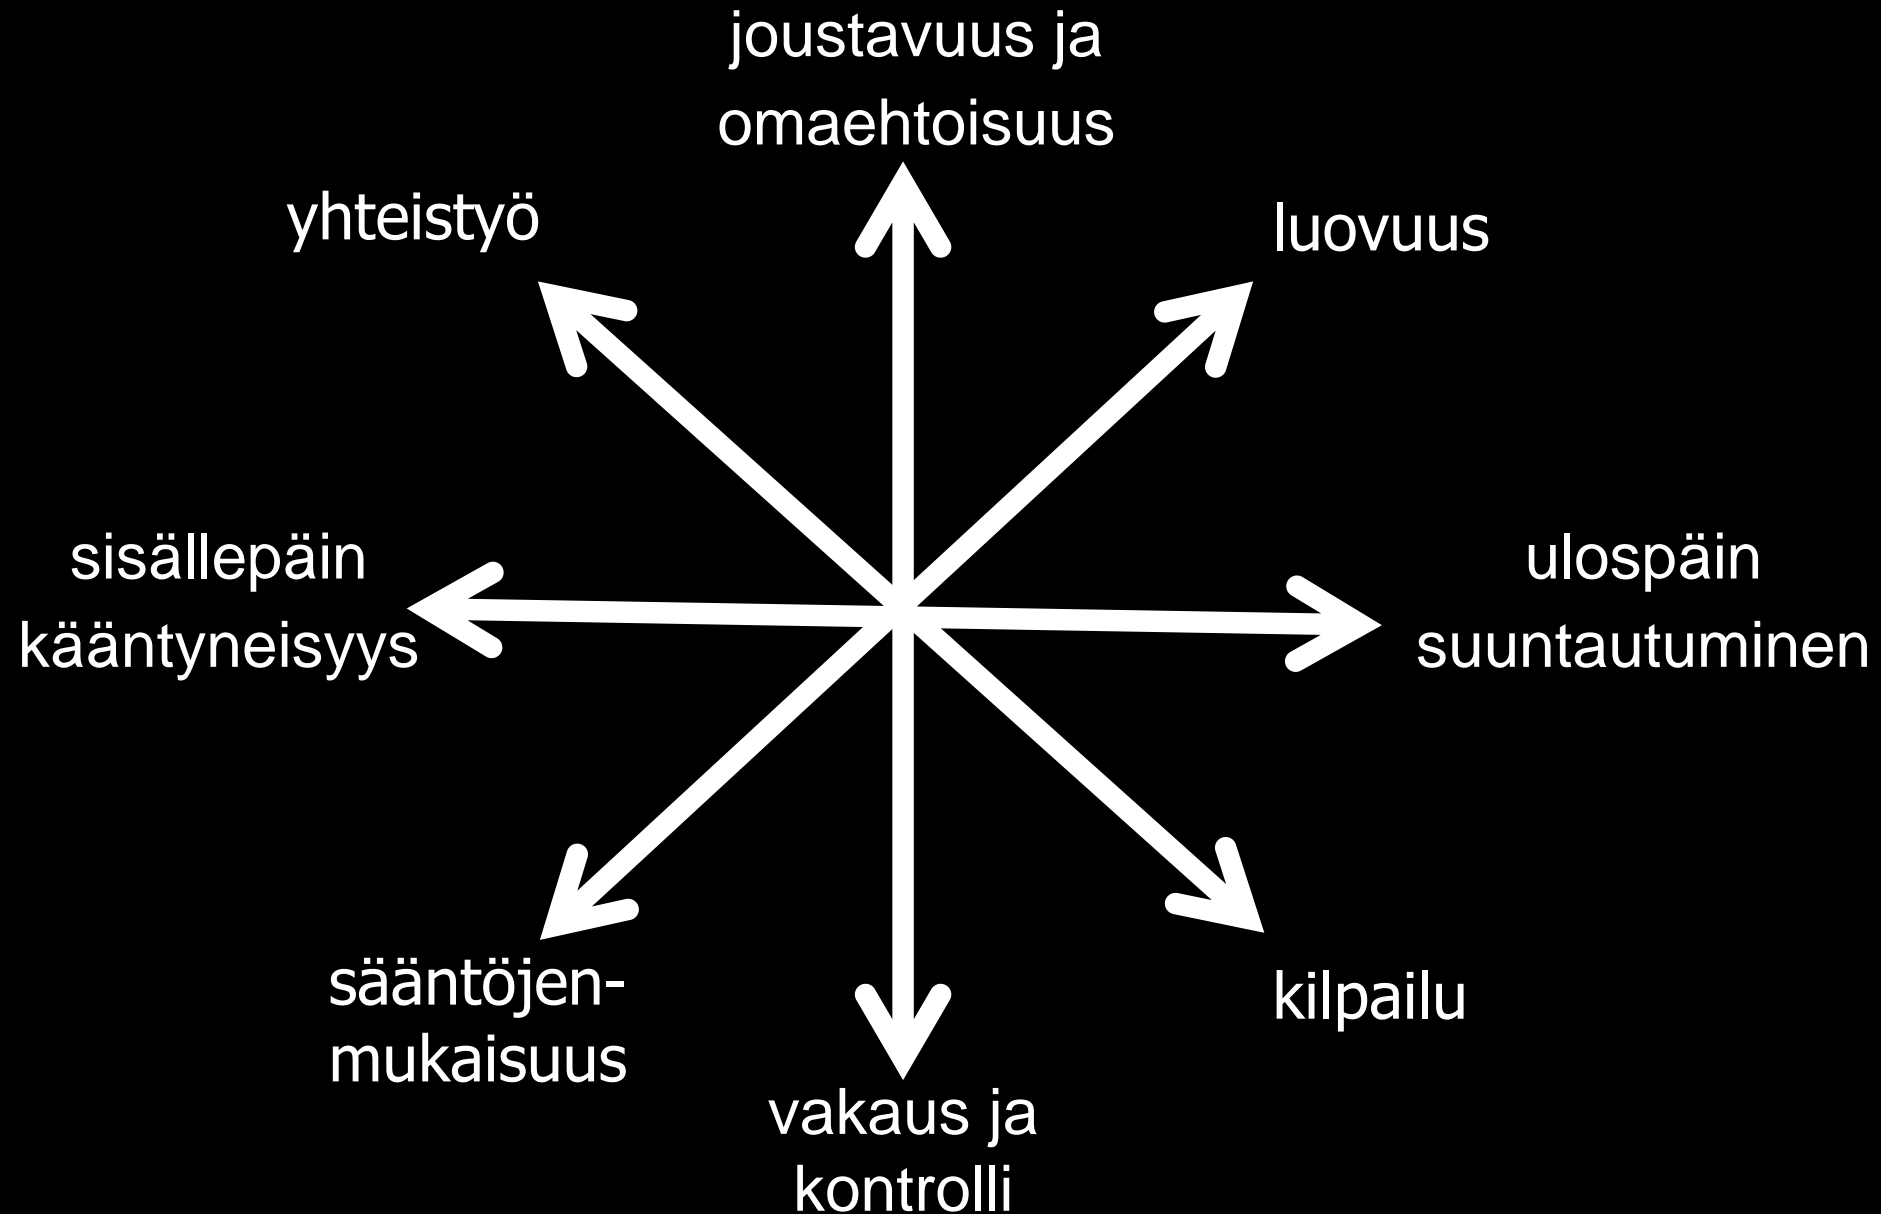 joustavuus ja
omaehtoisuus
yhteistyö
luovuus
sisällepäin
kääntyneisyys
ulospäin
suuntautuminen
sääntöjen-
mukaisuus
kilpailu
vakaus ja
kontrolli